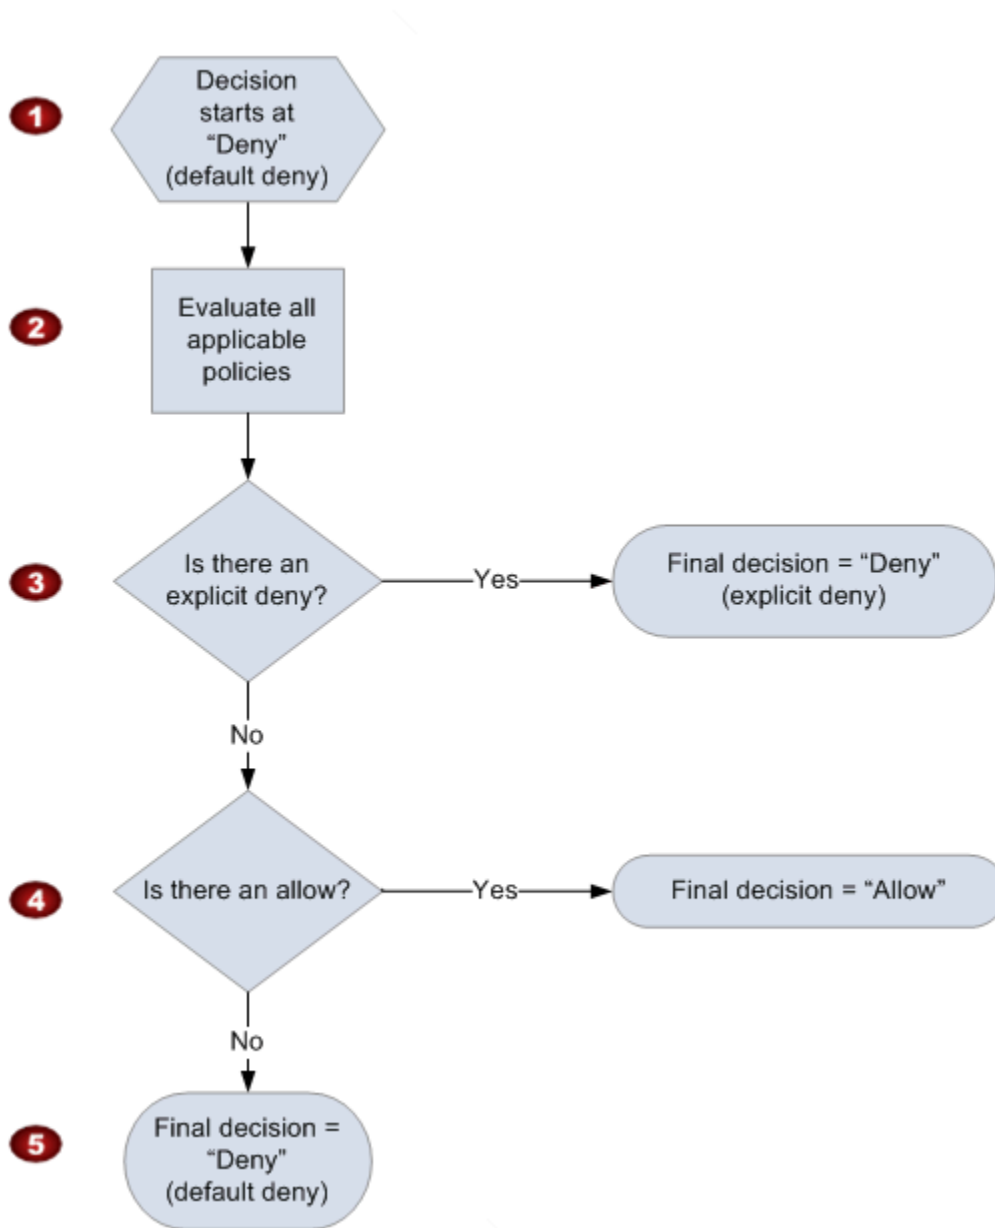 1
Decision
starts at
“Deny”
(default deny)
2
Evaluate all
applicable
policies
3
Is there an
explicit deny?
Yes
Final decision = “Deny”
(explicit deny)
No
4
Is there an allow?
Yes
Final decision = “Allow”
No
5
Final decision =
“Deny”
(default deny)